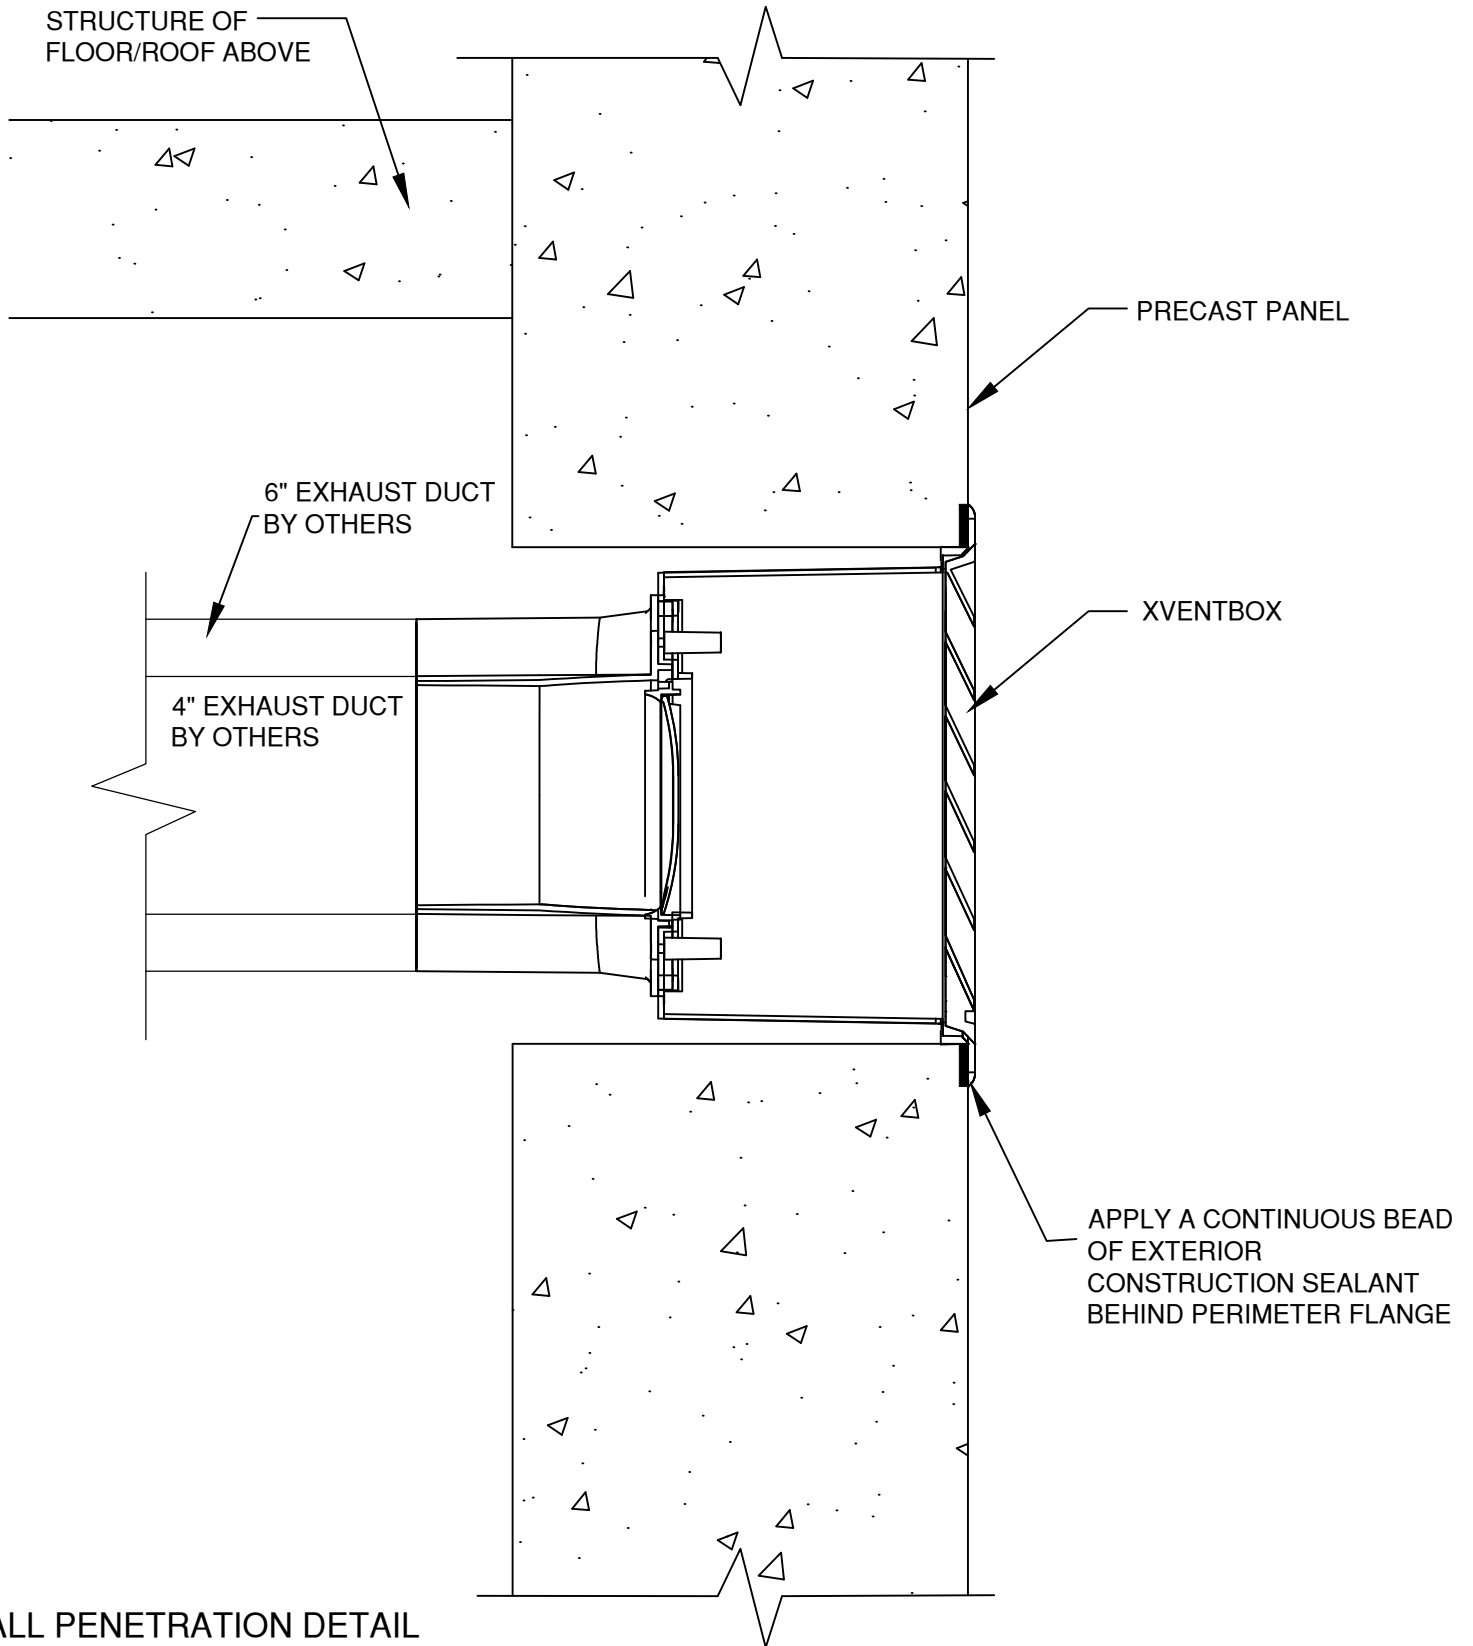 STRUCTURE OF
FLOOR/ROOF ABOVE
PRECAST PANEL
6" EXHAUST DUCT
BY OTHERS
XVENTBOX
4" EXHAUST DUCT
BY OTHERS
APPLY A CONTINUOUS BEAD
OF EXTERIOR
CONSTRUCTION SEALANT
BEHIND PERIMETER FLANGE
PENETRATION DETAIL